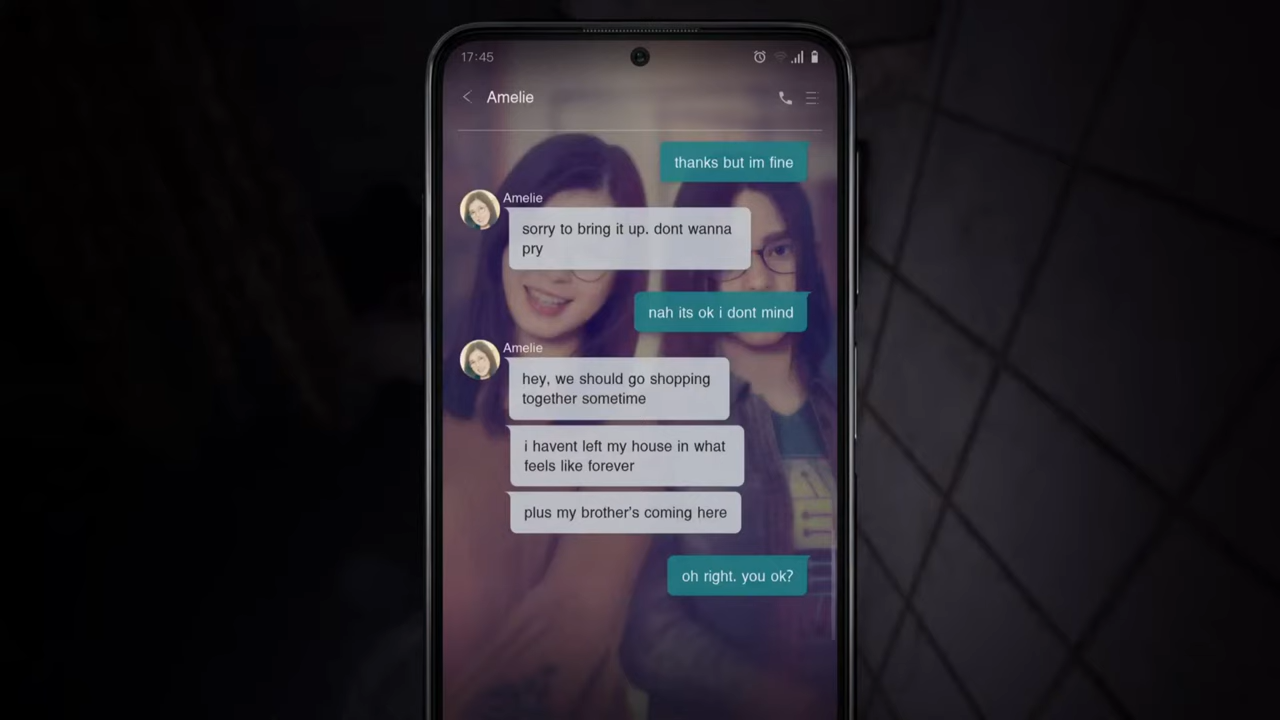 17:45
Amelie
thanks but im fine
Amelie
sorry to bring it up. dont wanna
pry
nah its ok i dont mind
Amelie
hey, we should go shopping
together sometime
i havent left my house in what
feels like forever
plus my brother's coming here
oh right. you ok?